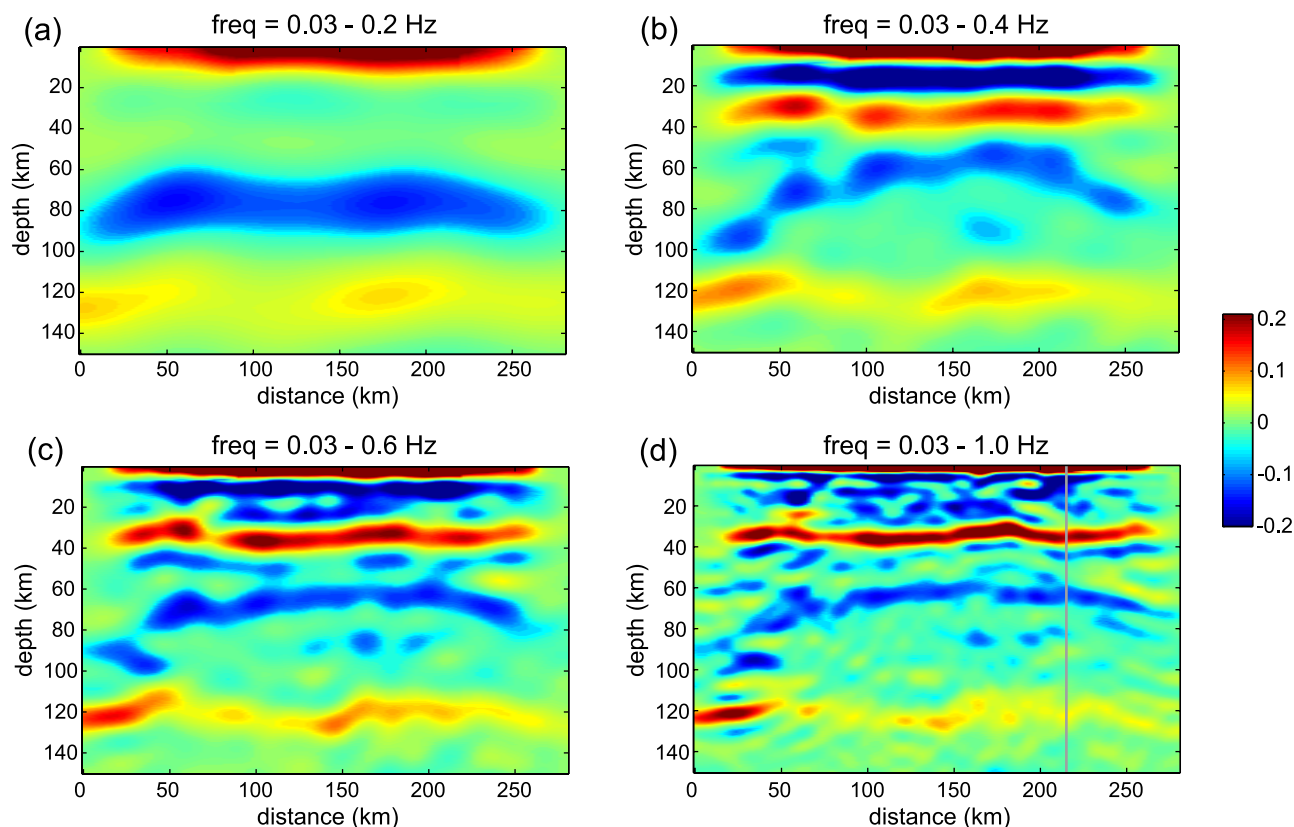 (a) freq = 0.03 - 0.2 Hz
depth (km)
20
40
60
80
100
120
140
0 50 100 150 200 250
distance (km)
(b) freq = 0.03 - 0.4 Hz
depth (km)
20
40
60
80
100
120
140
0 50 100 150 200 250
distance (km)
0.2
0.1
0
-0.1
-0.2
(c) freq = 0.03 - 0.6 Hz
depth (km)
20
40
60
80
100
120
140
0 50 100 150 200 250
distance (km)
(d) freq = 0.03 - 1.0 Hz
depth (km)
20
40
60
80
100
120
140
0 50 100 150 200 250
distance (km)